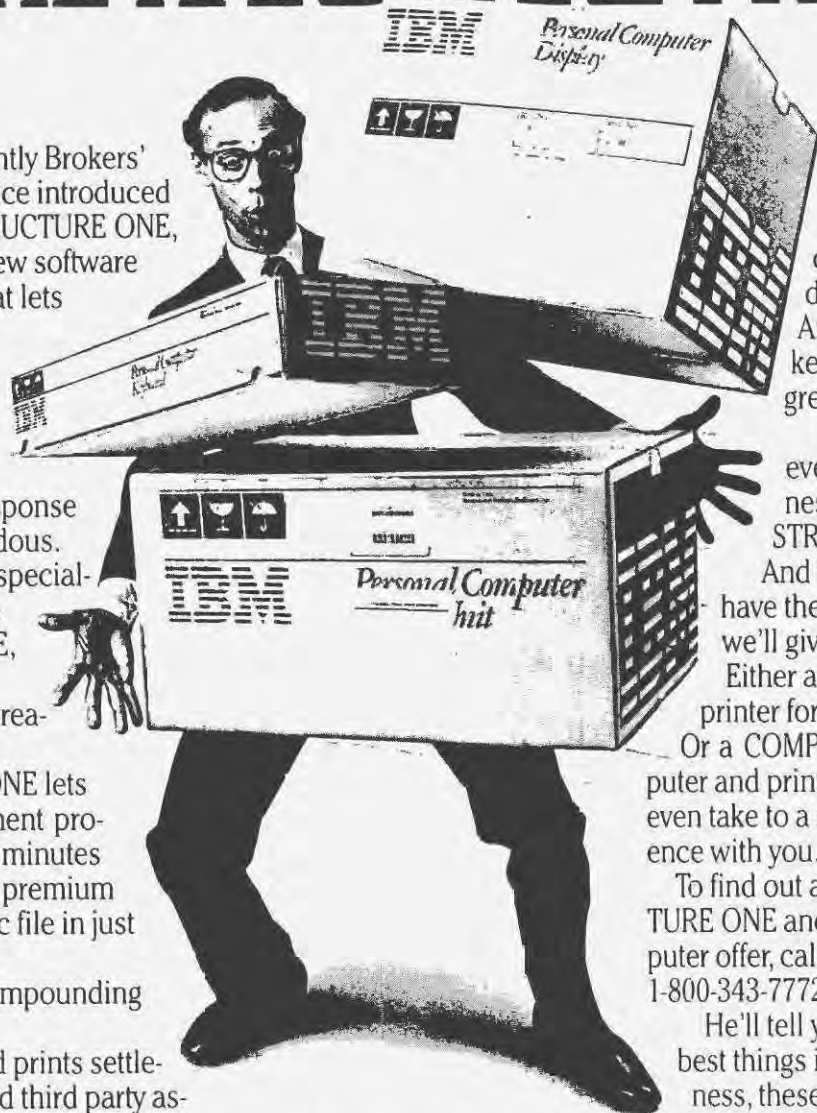 IBM
Personal Computer
Display
ntly Brokers'
ce introduced
UCTURE ONE,
ew software
at lets
IBM
Personal Computer
Keyboard
IBM
ponse
dous.
special-
E,
rea-
ONE lets
nent pro-
minutes
premium
c file in just
mpounding
d prints settle-
d third party as-
IBM
Personal Computer
Unit
d
A
ke
gre
eve
nes
STR
And
have the
we'll giv
Either a
printer for
Or a COMP
puter and prin
even take to a
ence with you.
To find out a
TURE ONE and
puter offer, cal
1-800-343-7772
He'll tell y
best things i
ness, these